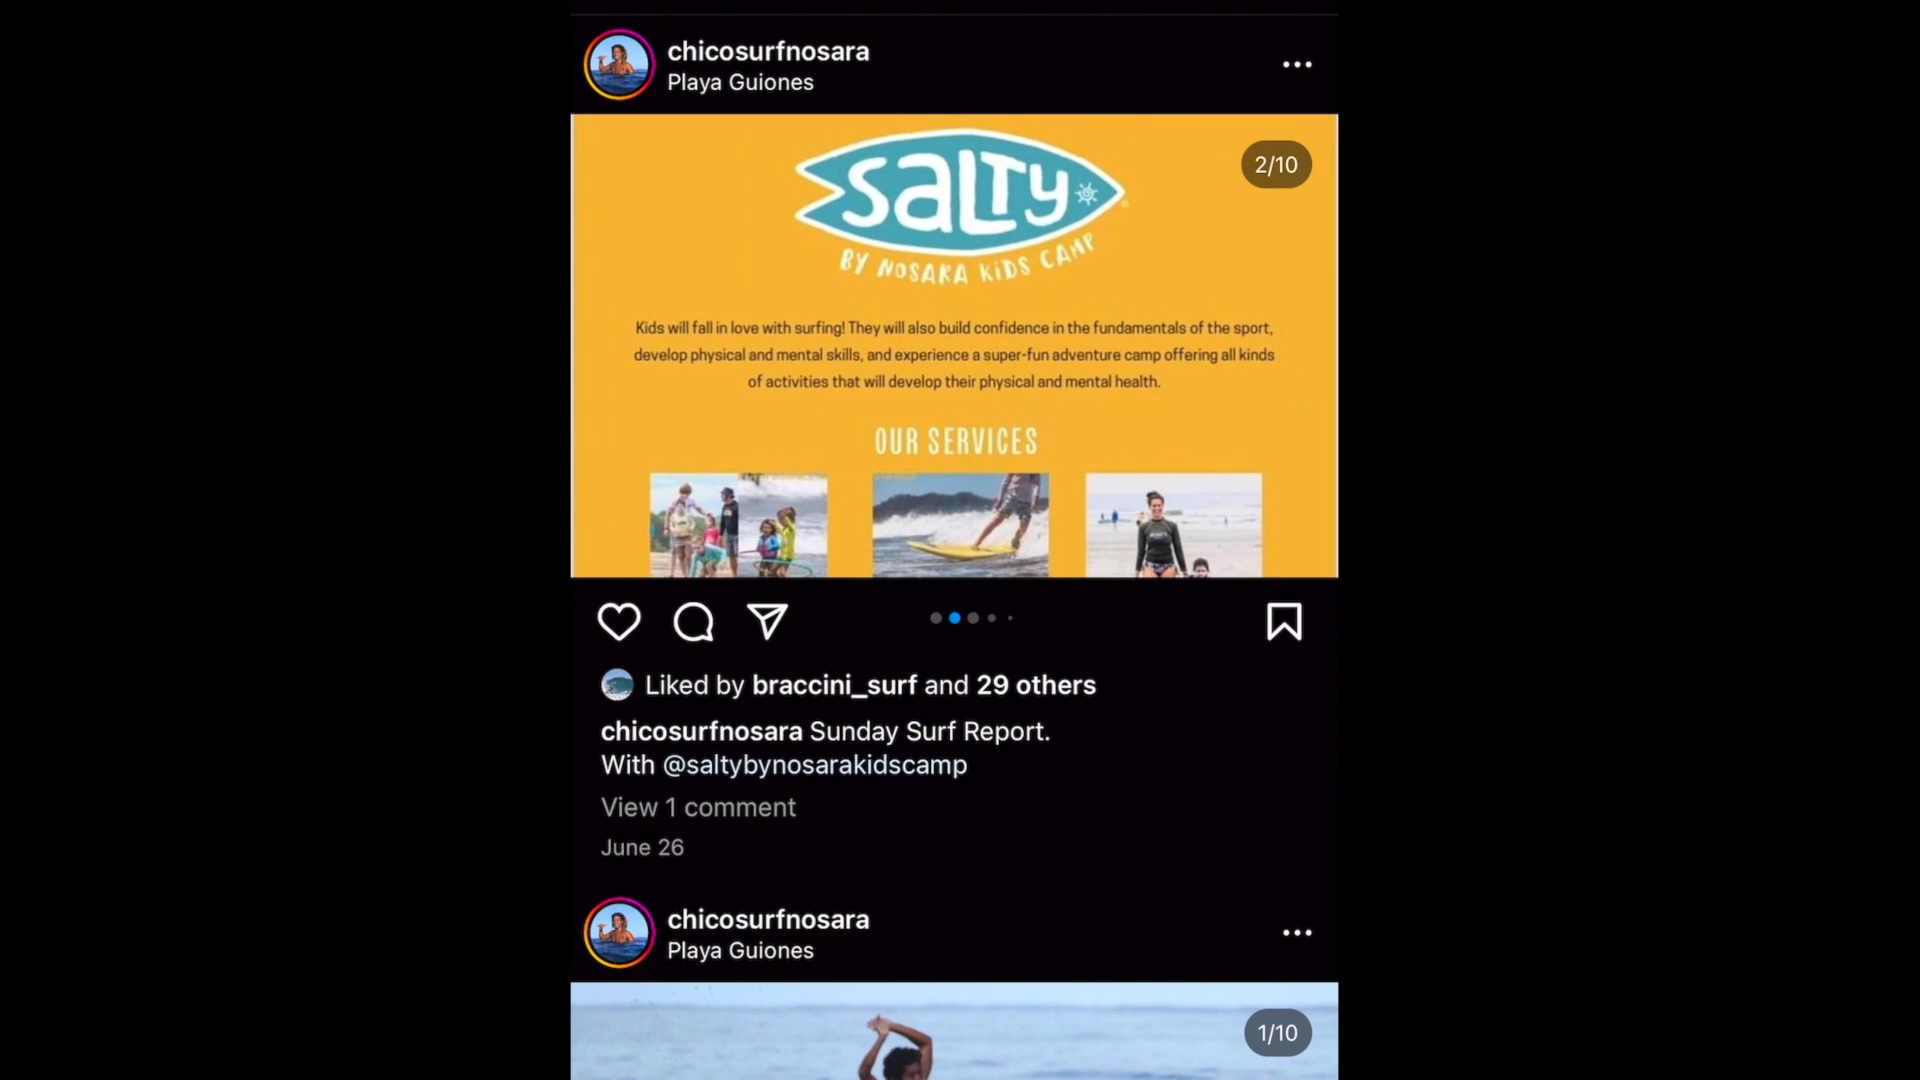 chicosurfnosara
Playa Guiones
2/10
SALTY
BY NOSARA KIDS CAMP
Kids will fall in love with surfing! They will also build confidence in the fundamentals of the sport,
develop physical and mental skills, and experience a super-fun adventure camp offering all kinds
of activities that will develop their physical and mental health.
OUR SERVICES
Liked by braccini_surf and 29 others
chicosurfnosara Sunday Surf Report.
With @saltybynosarakidscamp
View 1 comment
June 26
chicosurfnosara
Playa Guiones
1/10